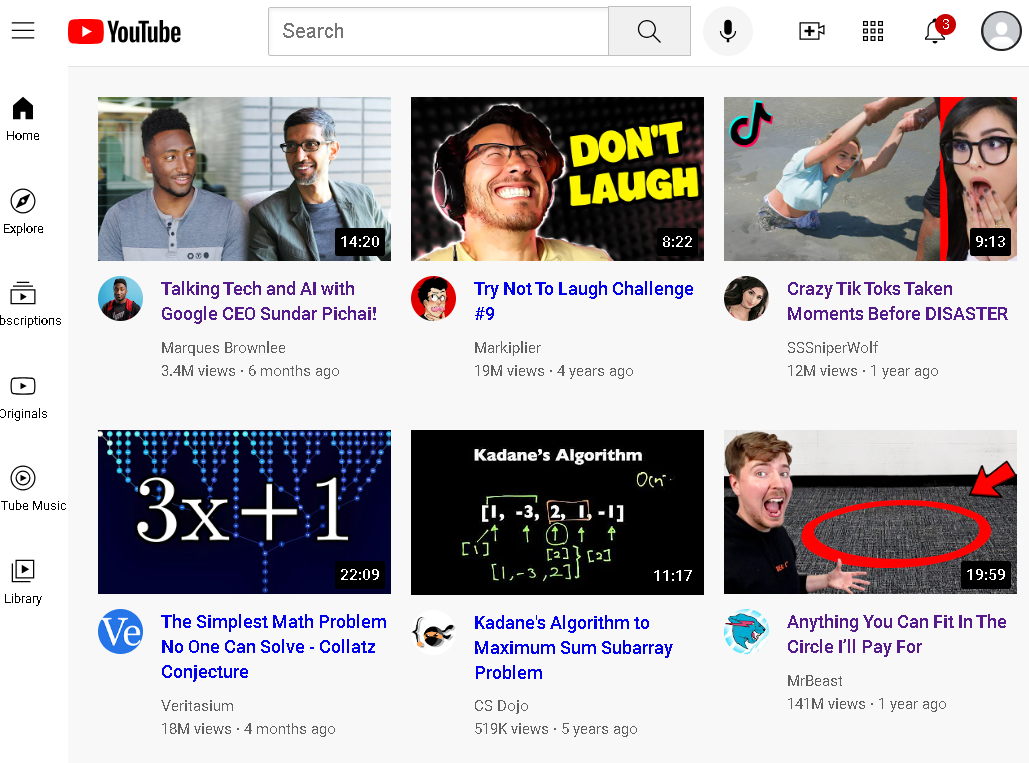 YouTube
Search
3
Home
Explore
bscriptions
Originals
Tube Music
Library
14:20
Talking Tech and AI with
Google CEO Sundar Pichai!
Marques Brownlee
3.4M views · 6 months ago
DON'T
LAUGH
8:22
Try Not To Laugh Challenge
#9
Markiplier
19M views · 4 years ago
9:13
Crazy Tik Toks Taken
Moments Before DISASTER
SSSniperWolf
12M views · 1 year ago
3x+1
22:09
Ve
The Simplest Math Problem
No One Can Solve - Collatz
Conjecture
Veritasium
18M views · 4 months ago
Kadane's Algorithm
[1, -3, 2, 1, -1]
[1]
[2]
[2]
[1, -3, 2]
11:17
Kadane's Algorithm to
Maximum Sum Subarray
Problem
CS Dojo
519K views · 5 years ago
19:59
Anything You Can Fit In The
Circle I'll Pay For
MrBeast
141M views · 1 year ago